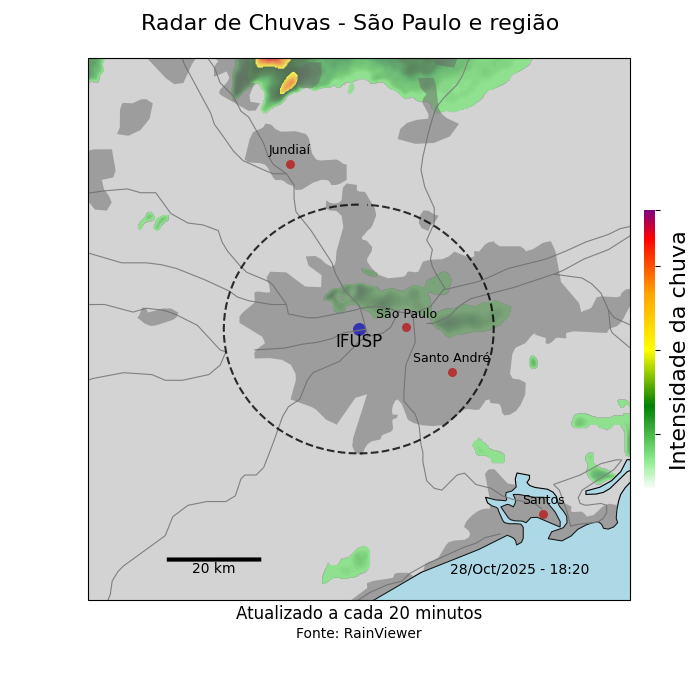 Radar de Chuvas - São Paulo e região
Jundiaí
São Paulo
IFUSP
Santo André
Santos
20 km
28/Oct/2025 - 18:20
Intensidade da chuva
Atualizado a cada 20 minutos
Fonte: RainViewer